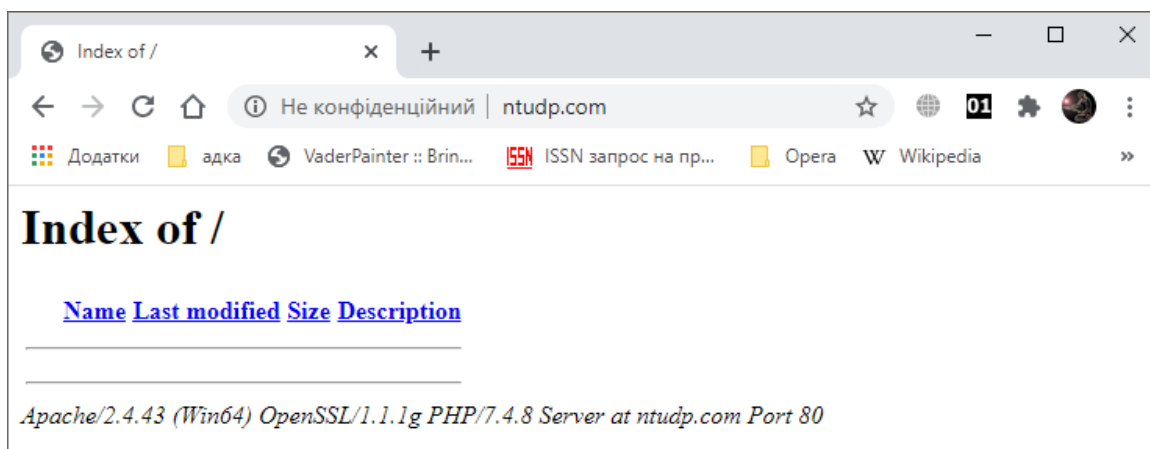 Index of /
Не конфіденційний ntudp.com 01
Додатки адка VaderPainter :: Brin... ISSN ISSN запрос на пр... Opera W Wikipedia »
Index of /
Name Last modified Size Description
Apache/2.4.43 (Win64) OpenSSL/1.1.1g PHP/7.4.8 Server at ntudp.com Port 80